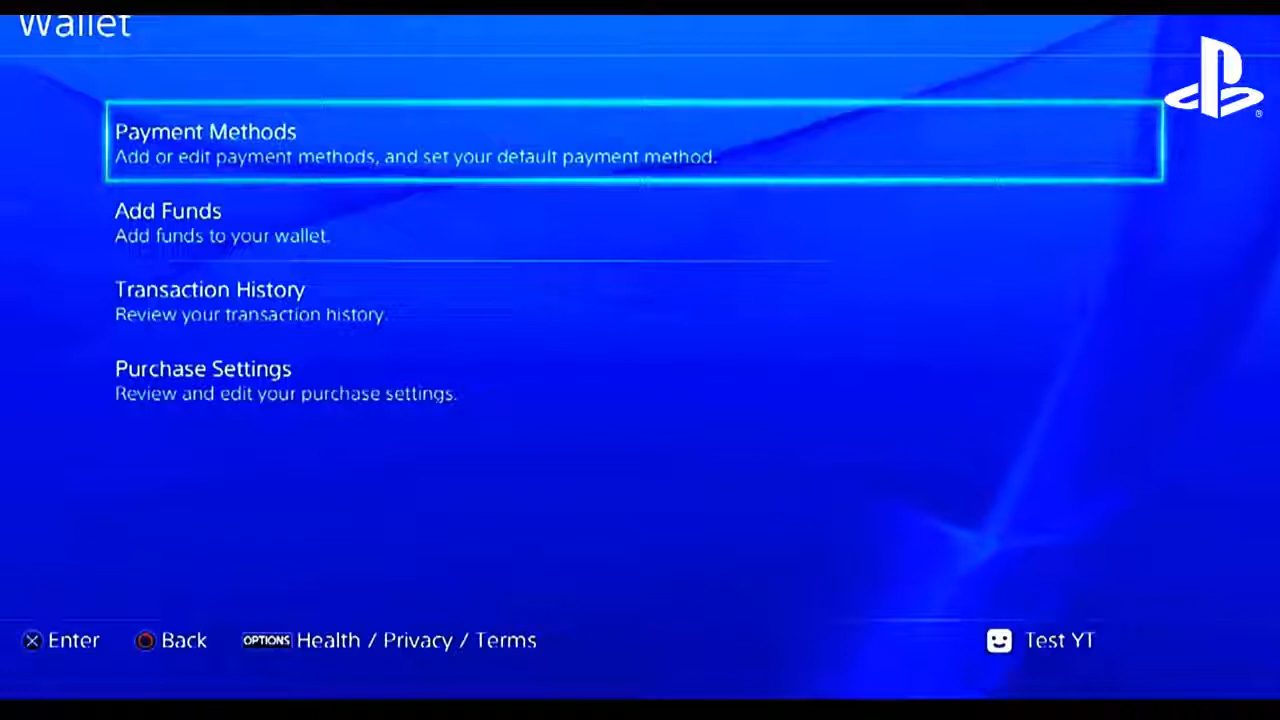 Wallet
Payment Methods
Add or edit payment methods, and set your default payment method.
Add Funds
Add funds to your wallet.
Transaction History
Review your transaction history.
Purchase Settings
Review and edit your purchase settings.
Enter Back OPTIONS Health / Privacy / Terms Test YT